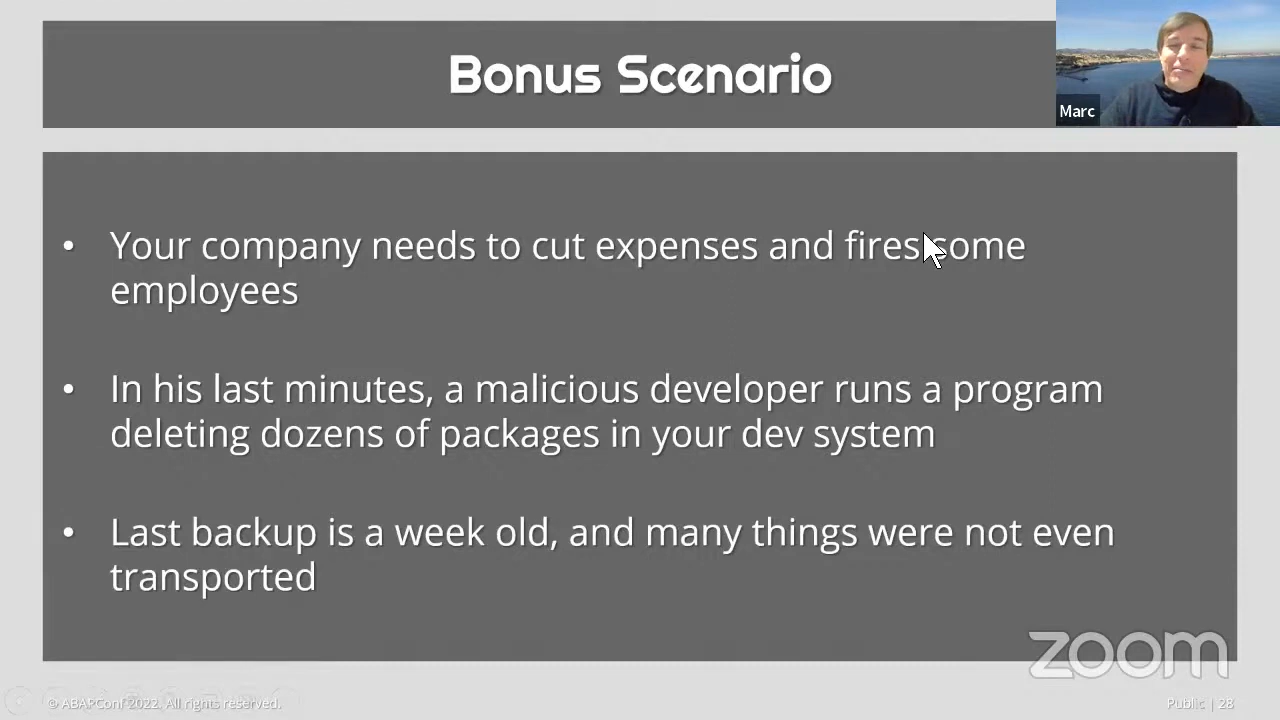 Bonus Scenario
Marc
• Your company needs to cut expenses and fires some
employees
• In his last minutes, a malicious developer runs a program
deleting dozens of packages in your dev system
• Last backup is a week old, and many things were not even
transported
zoom
© ABAPConf 2022. All rights reserved.
Public | 28